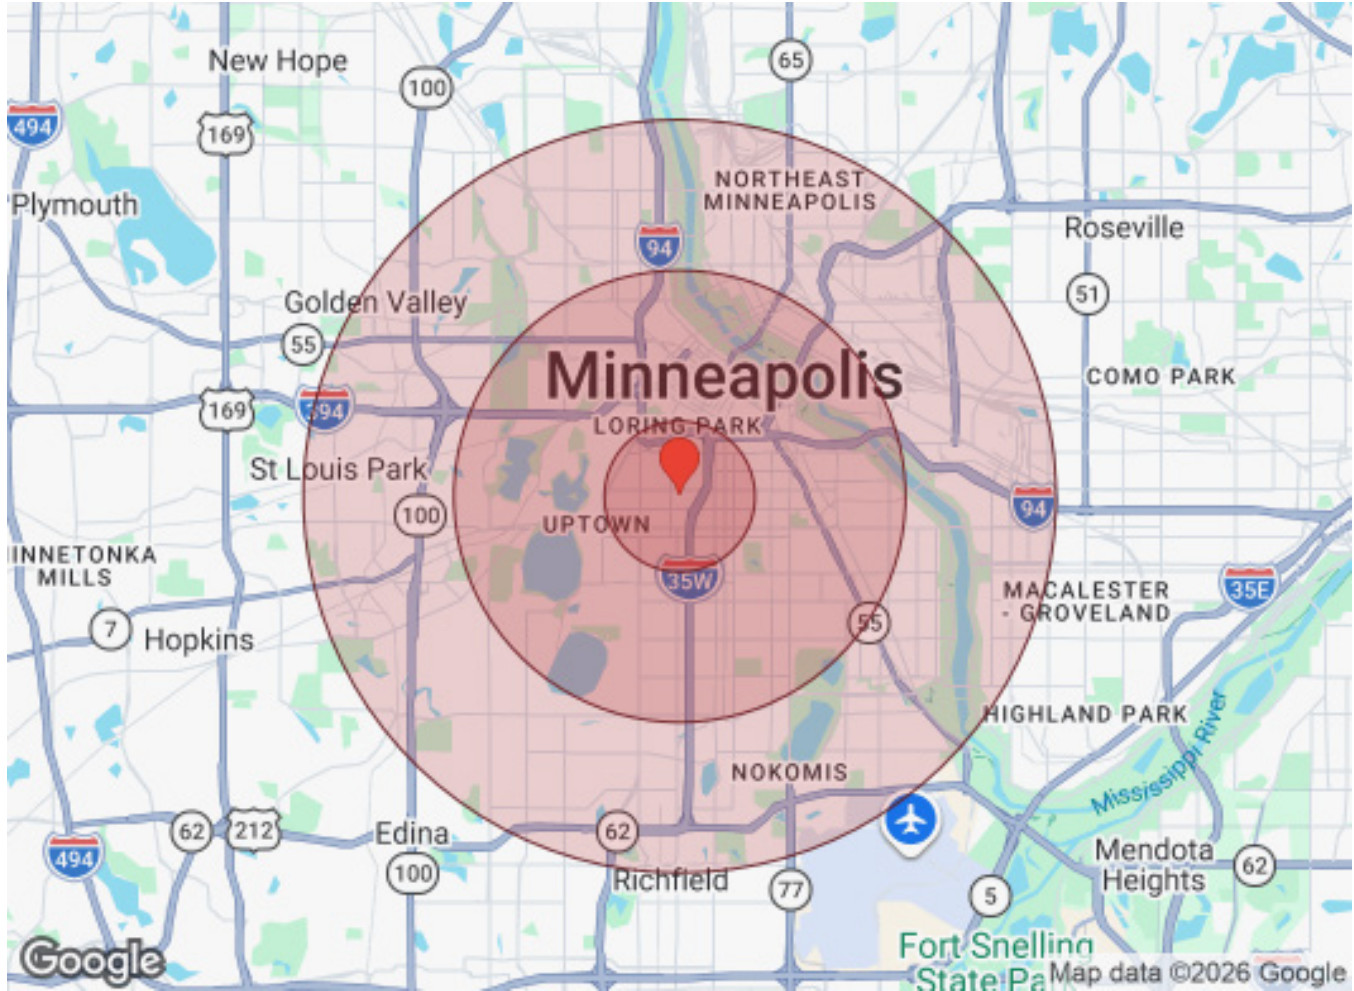 New Hope
65
100
494
169
NORTHEAST
MINNEAPOLIS
Plymouth
Roseville
94
51
Golden Valley
55
Minneapolis
COMO PARK
169
394
LORING PARK
St Louis Park
100
UPTOWN
94
INNETONKA
MILLS
35W
MACALESTER
- GROVELAND
35E
7
Hopkins
55
HIGHLAND PARK
Mississippi River
NOKOMIS
62
212
Edina
62
494
100
Richfield
77
5
Mendota
Heights
62
Fort Snelling
State Pa
Google
Map data ©2026 Google